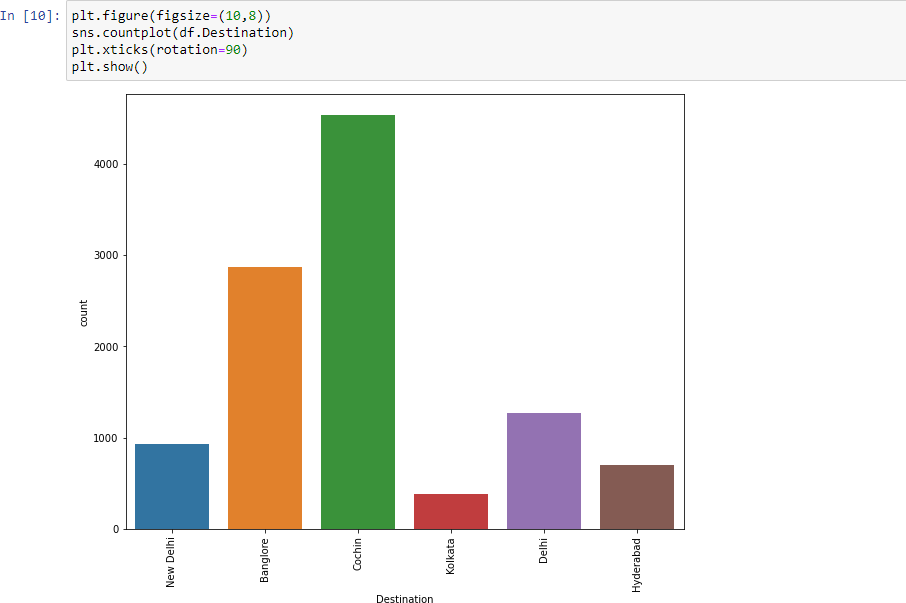 In [10]: plt.figure(figsize=(10,8))
sns.countplot(df.Destination)
plt.xticks(rotation=90)
plt.show()
4000
3000
2000
1000
0
count
New Delhi
Banglore
Cochin
Kolkata
Delhi
Hyderabad
Destination